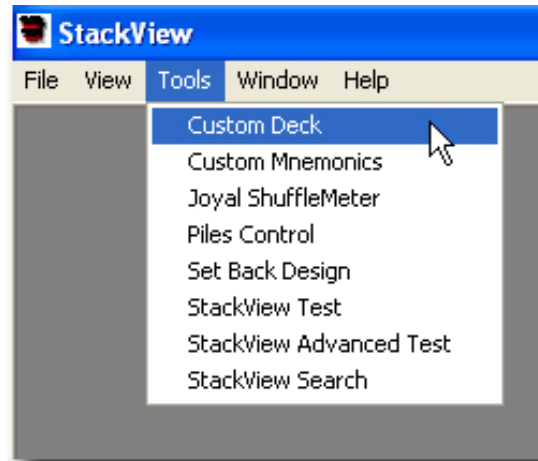 StackView
File View Tools Window Help
Custom Deck
Custom Mnemonics
Joyal ShuffleMeter
Piles Control
Set Back Design
StackView Test
StackView Advanced Test
StackView Search